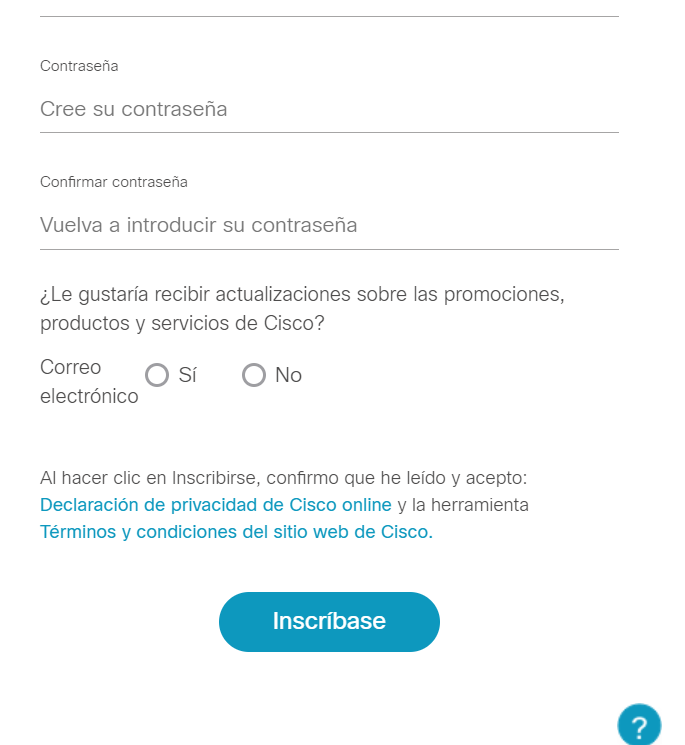 Contraseña
Cree su contraseña
Confirmar contraseña
Vuelva a introducir su contraseña
¿Le gustaría recibir actualizaciones sobre las promociones,
productos y servicios de Cisco?
Correo
electrónico
Sí
No
Al hacer clic en Inscribirse, confirmo que he leído y acepto:
Declaración de privacidad de Cisco online y la herramienta
Términos y condiciones del sitio web de Cisco.
Inscríbase
?